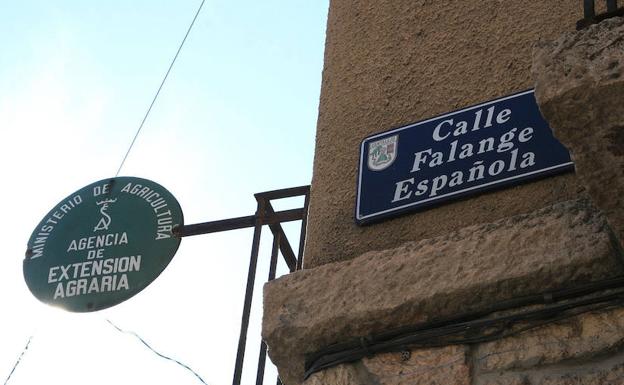 MINISTERIO DE AGRICULTURA
AGENCIA
DE
EXTENSION
AGRARIA
Calle
Falange
Española